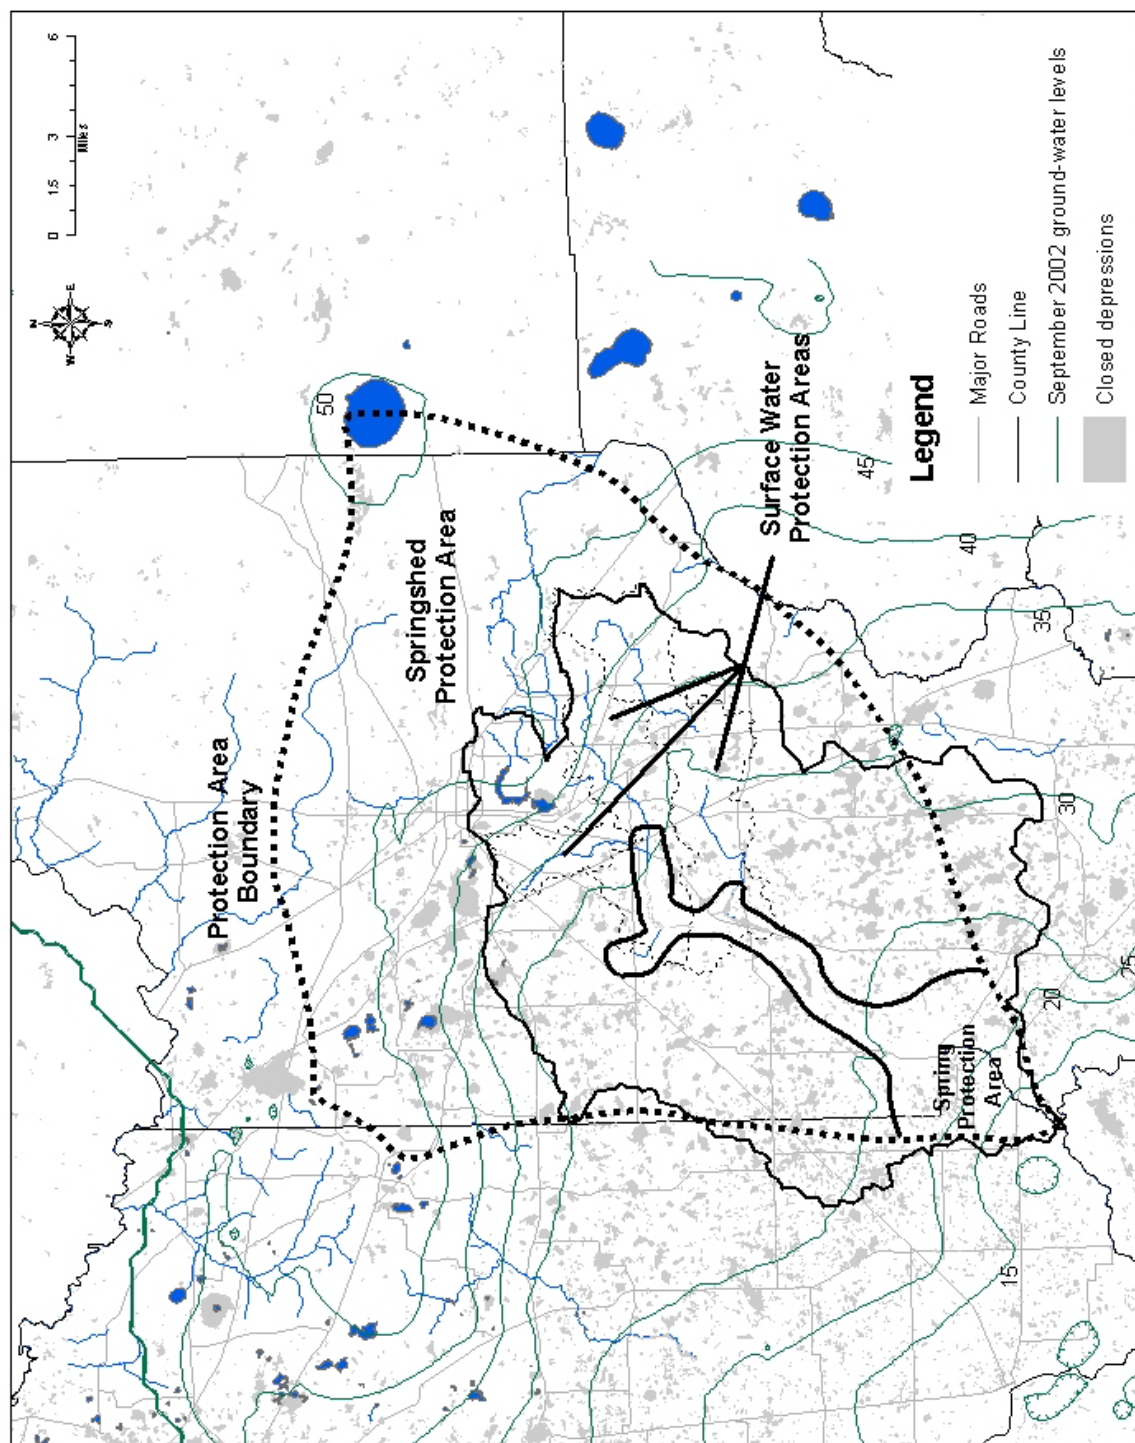 0 1.5 3 6
Miles
N
W E
S
50
Springshed
Protection Area
Protection Area
Boundary
Surface Water
Protection Areas
45
40
35
30
25
20
15
Spring
Protection
Area
Legend
Major Roads
County Line
September 2002 ground-water levels
Closed depressions